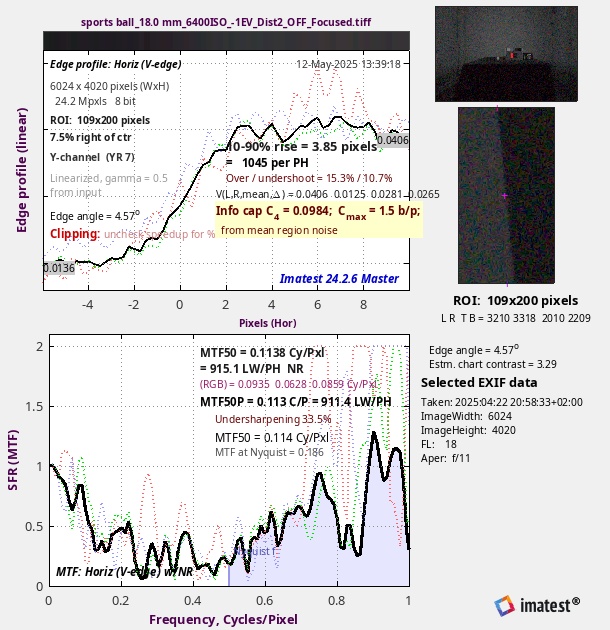 sports ball_18.0 mm_6400ISO_-1EV_Dist2_OFF_Focused.tiff
Edge profile: Horiz (V-edge)
12-May-2025 13:39:18
6024 x 4020 pixels (WxH)
24.2 Mpxls   8 bit
ROI:  109x200 pixels
7.5% right of ctr
Y-channel  (YR 7)
Linearized, gamma = 0.5
from input
Edge angle = 4.57o
Clipping: uncheck speedup for %
10-90% rise = 3.85 pixels
=   1045 per PH
Over / undershoot = 15.3% / 10.7%
V(L,R,mean,Δ) = 0.0406  0.0125  0.0281 -0.0265
Info cap C4 = 0.0984;  Cmax = 1.5 b/p;
from mean region noise
0.0406
0.0136
Imatest 24.2.6 Master
Edge profile (linear)
-4 -2 0 2 4 6 8
Pixels (Hor)
MTF50 = 0.1138 Cy/Pxl
= 915.1 LW/PH  NR
(RGB) = 0.0935  0.0628  0.0859 Cy/Pxl
MTF50P = 0.113 C/P = 911.4 LW/PH
Undersharpening 33.5%
MTF50 = 0.114 Cy/Pxl
MTF at Nyquist = 0.186
Nyquist f
MTF: Horiz (V-edge) w/NR
SFR (MTF)
2
1.5
1
0.5
0
0 0.2 0.4 0.6 0.8 1
Frequency, Cycles/Pixel
ROI:  109x200 pixels
L R  T B = 3210 3318  2010 2209
Edge angle = 4.57o
Estm. chart contrast = 3.29
Selected EXIF data
Taken: 2025:04:22 20:58:33+02:00
ImageWidth:  6024
ImageHeight:  4020
FL:   18
Aper:  f/11
imatest®